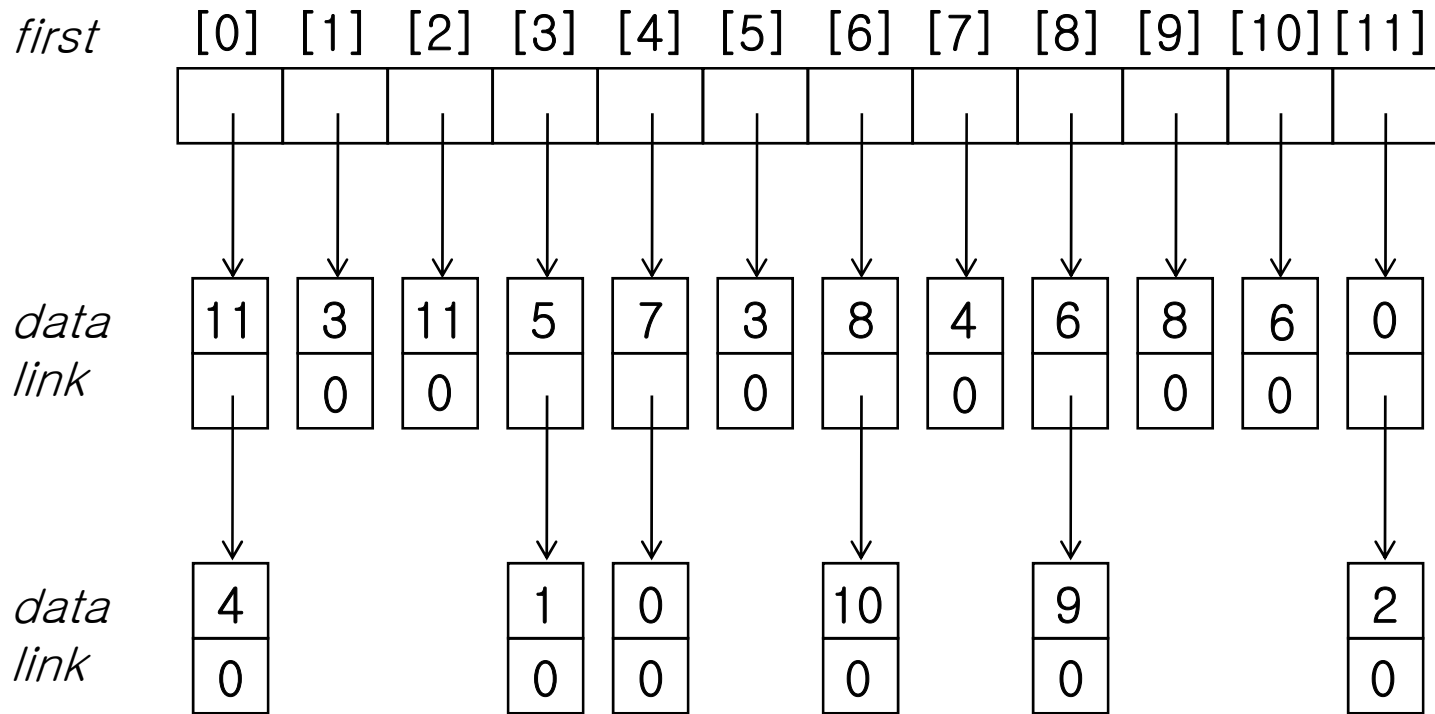 first [0] [1] [2] [3] [4] [5] [6] [7] [8] [9] [10] [11]
data 11 3 11 5 7 3 8 4 6 8 6 0
link 0 0 0 0 0 0
data 4 1 0 10 9 2
link 0 0 0 0 0 0